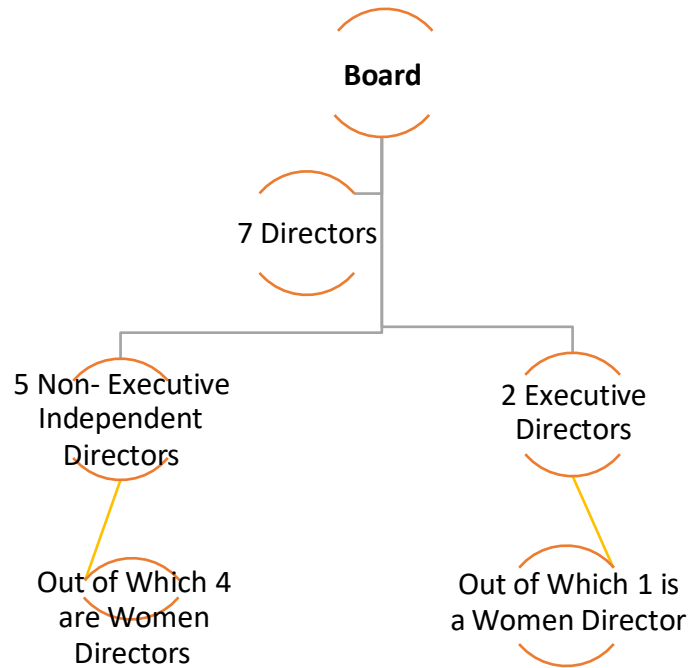 Board
7 Directors
5 Non- Executive
Independent
Directors
2 Executive
Directors
Out of Which 4
are Women
Directors
Out of Which 1 is
a Women Director